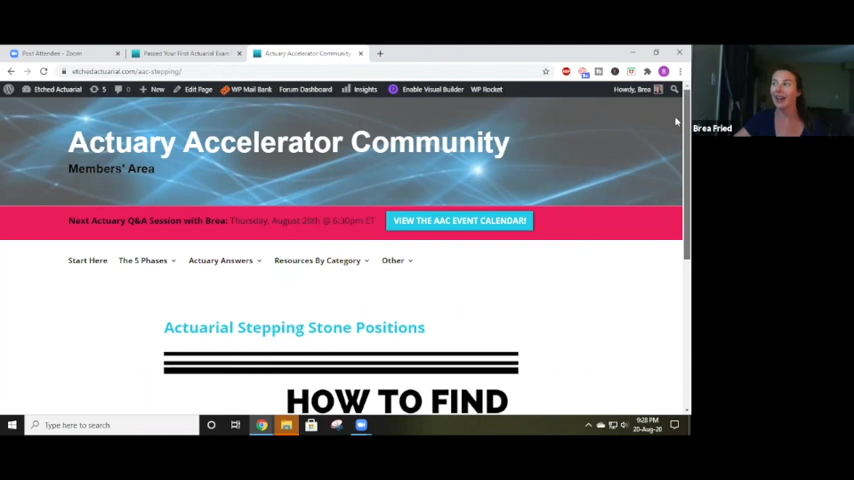 Post Attendee - Zoom
Passed Your First Actuarial Exam
Actuary Accelerator Community
etchedactuarial.com/aac-stepping/
Etched Actuarial 5 0 New Edit Page WP Mail Bank Forum Dashboard Insights Enable Visual Builder WP Rocket Howdy, Brea
Actuary Accelerator Community
Members' Area
Brea Fried
Next Actuary Q&A Session with Brea: Thursday, August 20th @ 6:30pm ET VIEW THE AAC EVENT CALENDAR!
Start Here The 5 Phases Actuary Answers Resources By Category Other
Actuarial Stepping Stone Positions
HOW TO FIND
Type here to search
9:28 PM
20-Aug-20